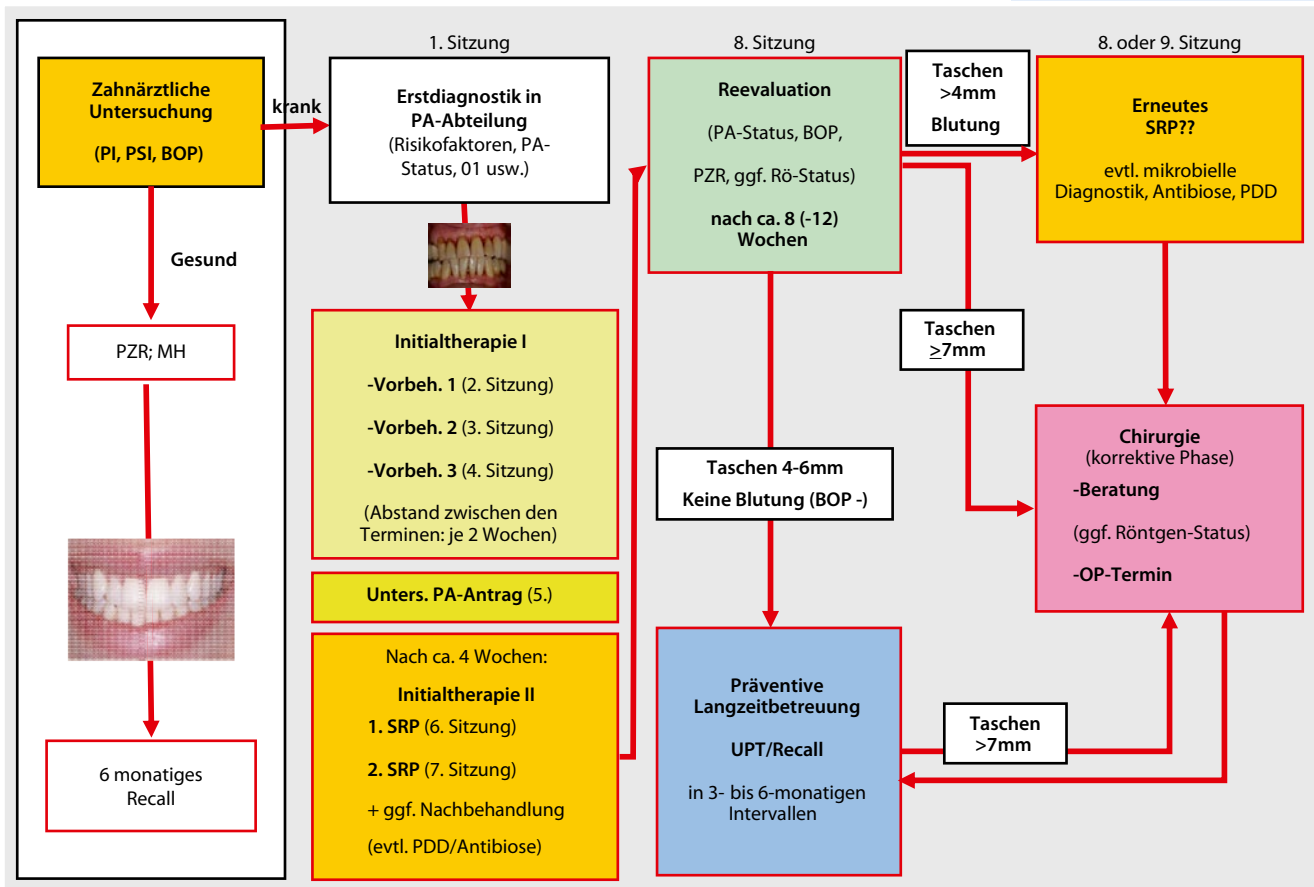 Zahnärztliche
Untersuchung
(PI, PSI, BOP)
krank
Gesund
PZR; MH
6 monatiges
Recall
1. Sitzung
Erstdiagnostik in
PA-Abteilung
(Risikofaktoren, PA-
Status, 01 usw.)
Initialtherapie I
-Vorbeh. 1 (2. Sitzung)
-Vorbeh. 2 (3. Sitzung)
-Vorbeh. 3 (4. Sitzung)
(Abstand zwischen den
Terminen: je 2 Wochen)
Unters. PA-Antrag (5.)
Nach ca. 4 Wochen:
Initialtherapie II
1. SRP (6. Sitzung)
2. SRP (7. Sitzung)
+ ggf. Nachbehandlung
(evtl. PDD/Antibiose)
8. Sitzung
Reevaluation
(PA-Status, BOP,
PZR, ggf. Rö-Status)
nach ca. 8 (-12)
Wochen
Taschen
>4mm
Blutung
Taschen
≥7mm
Taschen 4-6mm
Keine Blutung (BOP -)
Präventive
Langzeitbetreuung
UPT/Recall
in 3- bis 6-monatigen
Intervallen
Taschen
>7mm
8. oder 9. Sitzung
Erneutes
SRP??
evtl. mikrobielle
Diagnostik, Antibiose, PDD
Chirurgie
(korrektive Phase)
-Beratung
(ggf. Röntgen-Status)
-OP-Termin